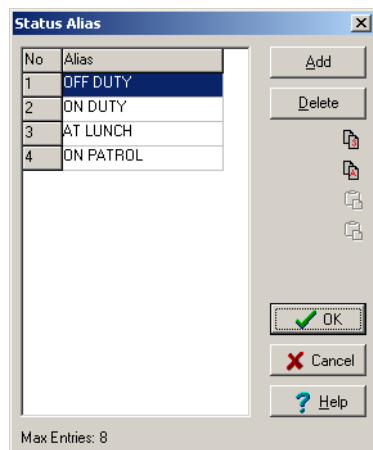 Status Alias
No Alias
1 OFF DUTY
2 ON DUTY
3 AT LUNCH
4 ON PATROL
Add
Delete
S
A
OK
Cancel
? Help
Max Entries: 8